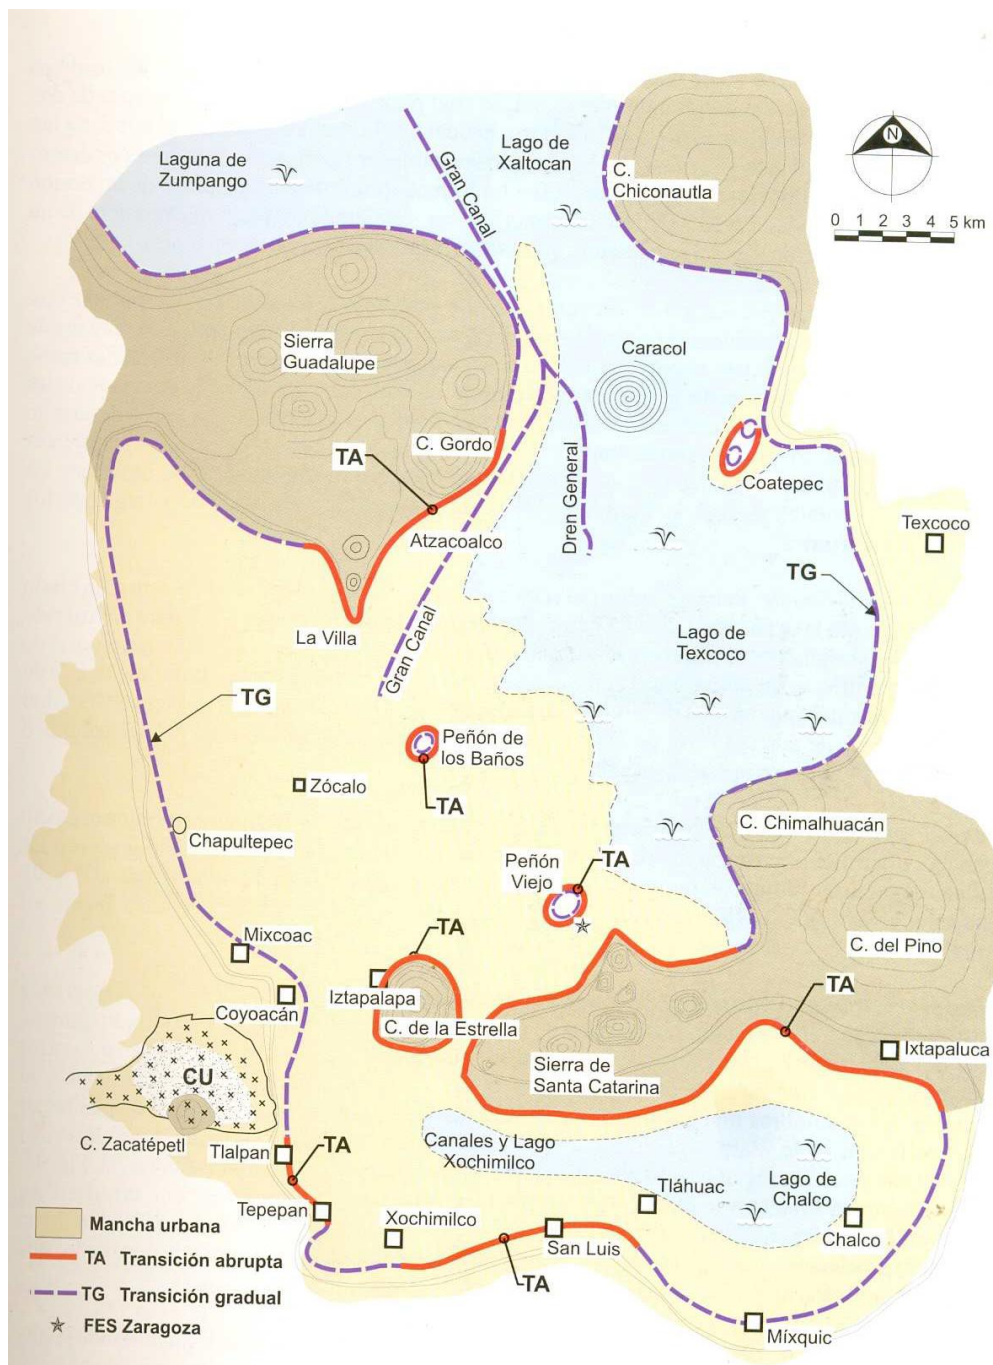 Laguna de
Zumpango
Gran Canal
Lago de
Xaltocan
C.
Chiconautla
N
0 1 2 3 4 5 km
Sierra
Guadalupe
Caracol
C. Gordo
TA
Atzacoalco
Dren General
Coatepec
Texcoco
TG
La Villa
Gran Canal
Lago de
Texcoco
TG
Peñón de
los Baños
Zócalo
TA
Chapultepec
C. Chimalhuacán
Peñón
Viejo
TA
Mixcoac
TA
C. del Pino
Iztapalapa
TA
Coyoacán
C. de la Estrella
Ixtapaluca
Sierra de
Santa Catarina
CU
C. Zacatépetl
Tlalpan
TA
Canales y Lago
Xochimilco
Lago de
Chalco
Tláhuac
Tepepan
Xochimilco
San Luis
Chalco
TA
Míxquic
Mancha urbana
TA Transición abrupta
TG Transición gradual
FES Zaragoza